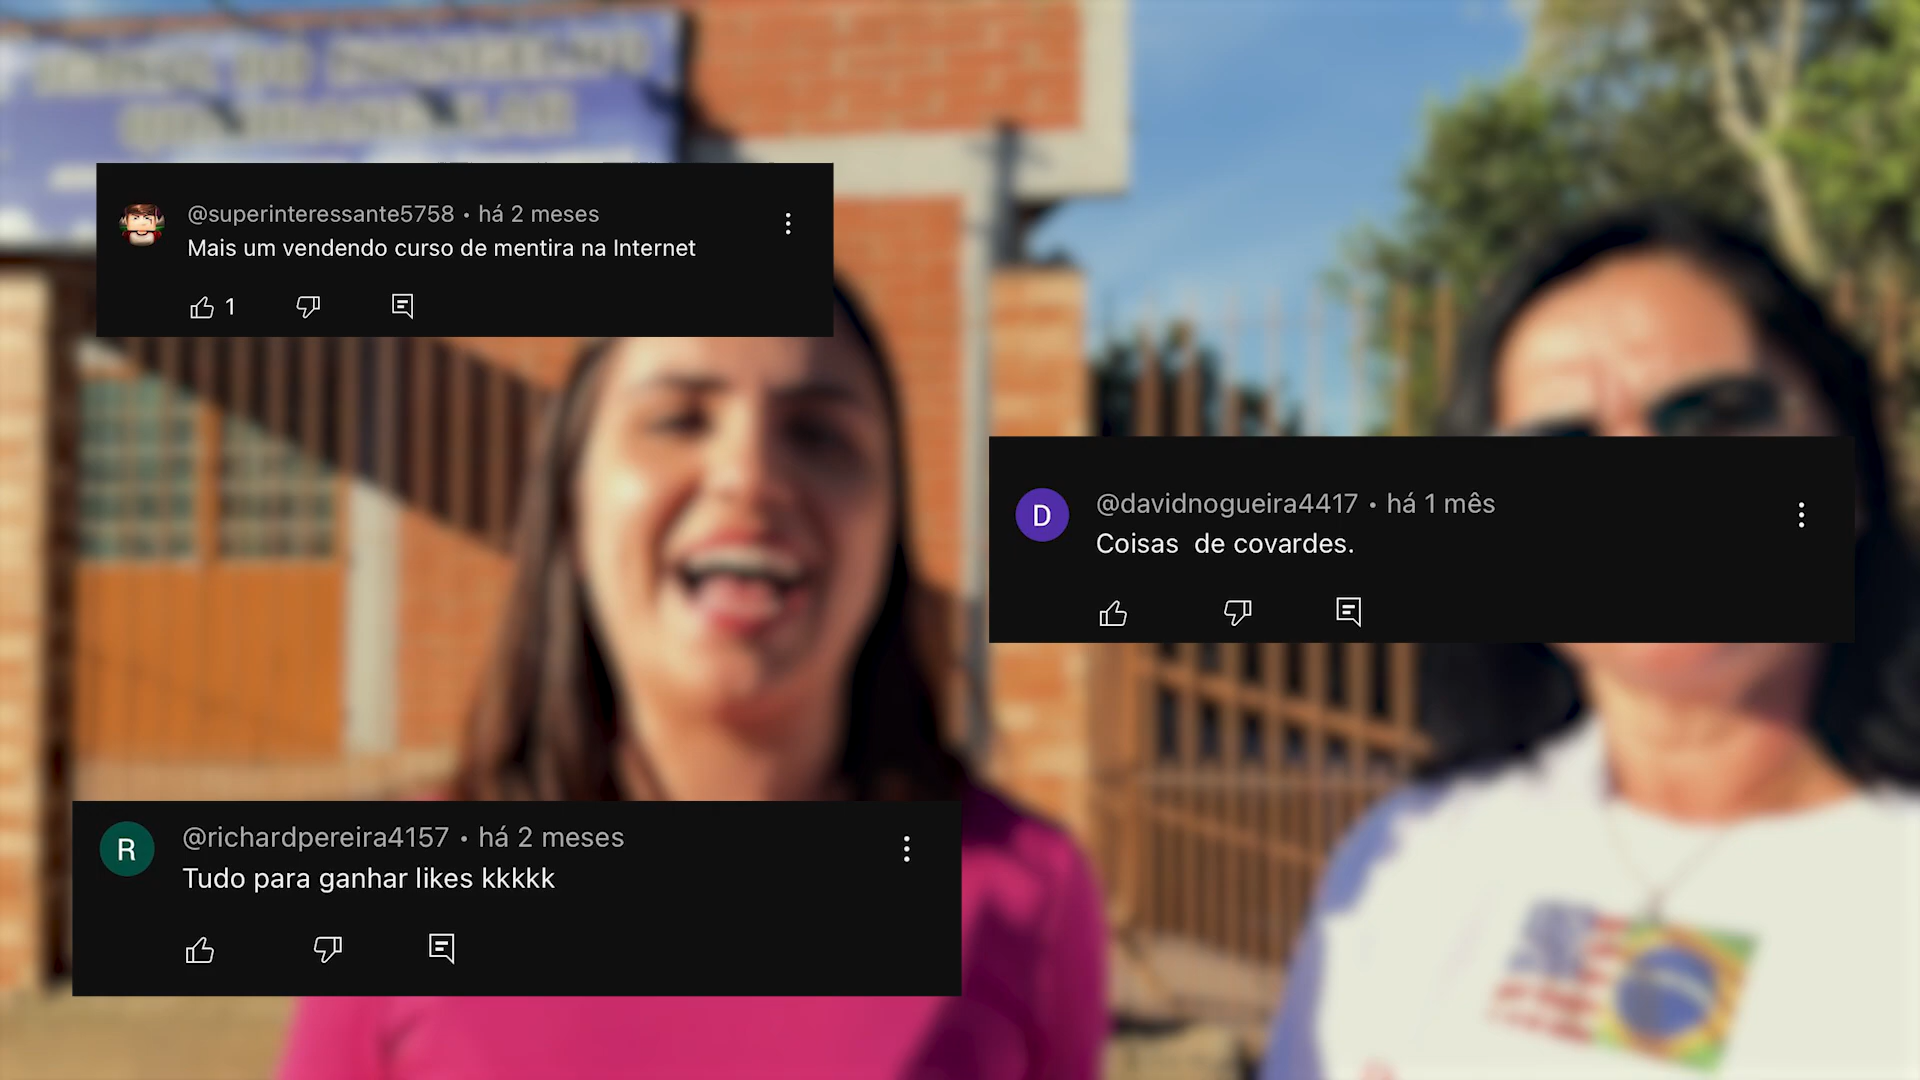 @superinteressante5758 • há 2 meses
Mais um vendendo curso de mentira na Internet
1
@davidnogueira4417 • há 1 mês
D
Coisas  de covardes.
@richardpereira4157 • há 2 meses
R
Tudo para ganhar likes kkkkk